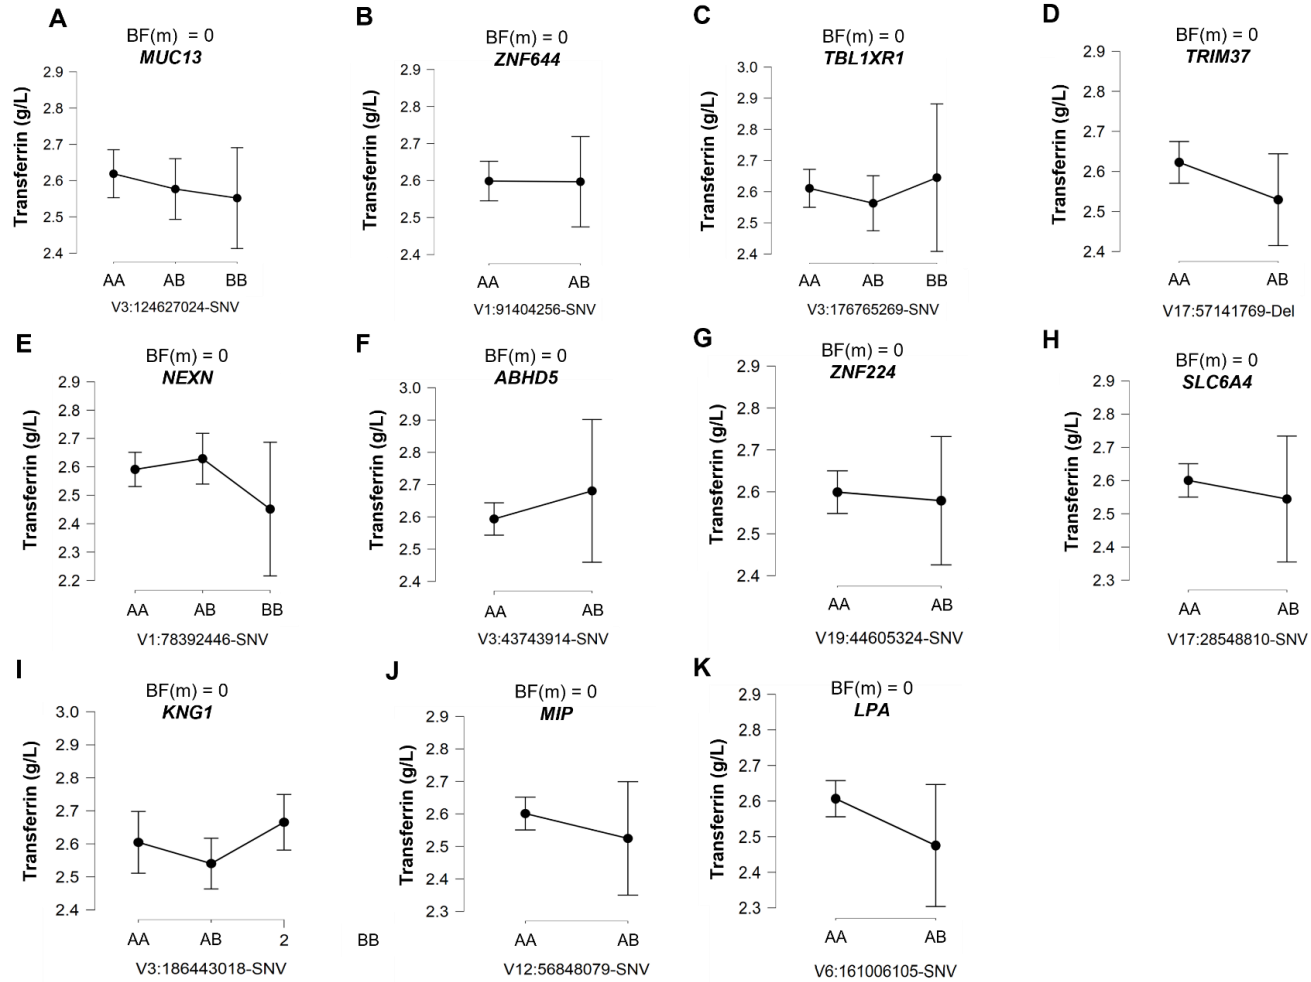 A
BF(m) = 0
MUC13
Transferrin (g/L)
2.9
2.8
2.7
2.6
2.5
2.4
AA AB BB
V3:124627024-SNV
B
BF(m) = 0
ZNF644
Transferrin (g/L)
2.9
2.8
2.7
2.6
2.5
2.4
AA AB
V1:91404256-SNV
C
BF(m) = 0
TBL1XR1
Transferrin (g/L)
3.0
2.9
2.8
2.7
2.6
2.5
2.4
AA AB BB
V3:176765269-SNV
D
BF(m) = 0
TRIM37
Transferrin (g/L)
2.9
2.8
2.7
2.6
2.5
2.4
AA AB
V17:57141769-Del
E
BF(m) = 0
NEXN
Transferrin (g/L)
2.9
2.8
2.7
2.6
2.5
2.4
2.3
2.2
AA AB BB
V1:78392446-SNV
F
BF(m) = 0
ABHD5
Transferrin (g/L)
3.0
2.9
2.8
2.7
2.6
2.5
2.4
AA AB
V3:43743914-SNV
G
BF(m) = 0
ZNF224
Transferrin (g/L)
2.9
2.8
2.7
2.6
2.5
2.4
AA AB
V19:44605324-SNV
H
BF(m) = 0
SLC6A4
Transferrin (g/L)
2.9
2.8
2.7
2.6
2.5
2.4
2.3
AA AB
V17:28548810-SNV
I
BF(m) = 0
KNG1
Transferrin (g/L)
3.0
2.9
2.8
2.7
2.6
2.5
2.4
AA AB 2 BB
V3:186443018-SNV
J
BF(m) = 0
MIP
Transferrin (g/L)
2.9
2.8
2.7
2.6
2.5
2.4
2.3
AA AB
V12:56848079-SNV
K
BF(m) = 0
LPA
Transferrin (g/L)
2.9
2.8
2.7
2.6
2.5
2.4
2.3
AA AB
V6:161006105-SNV